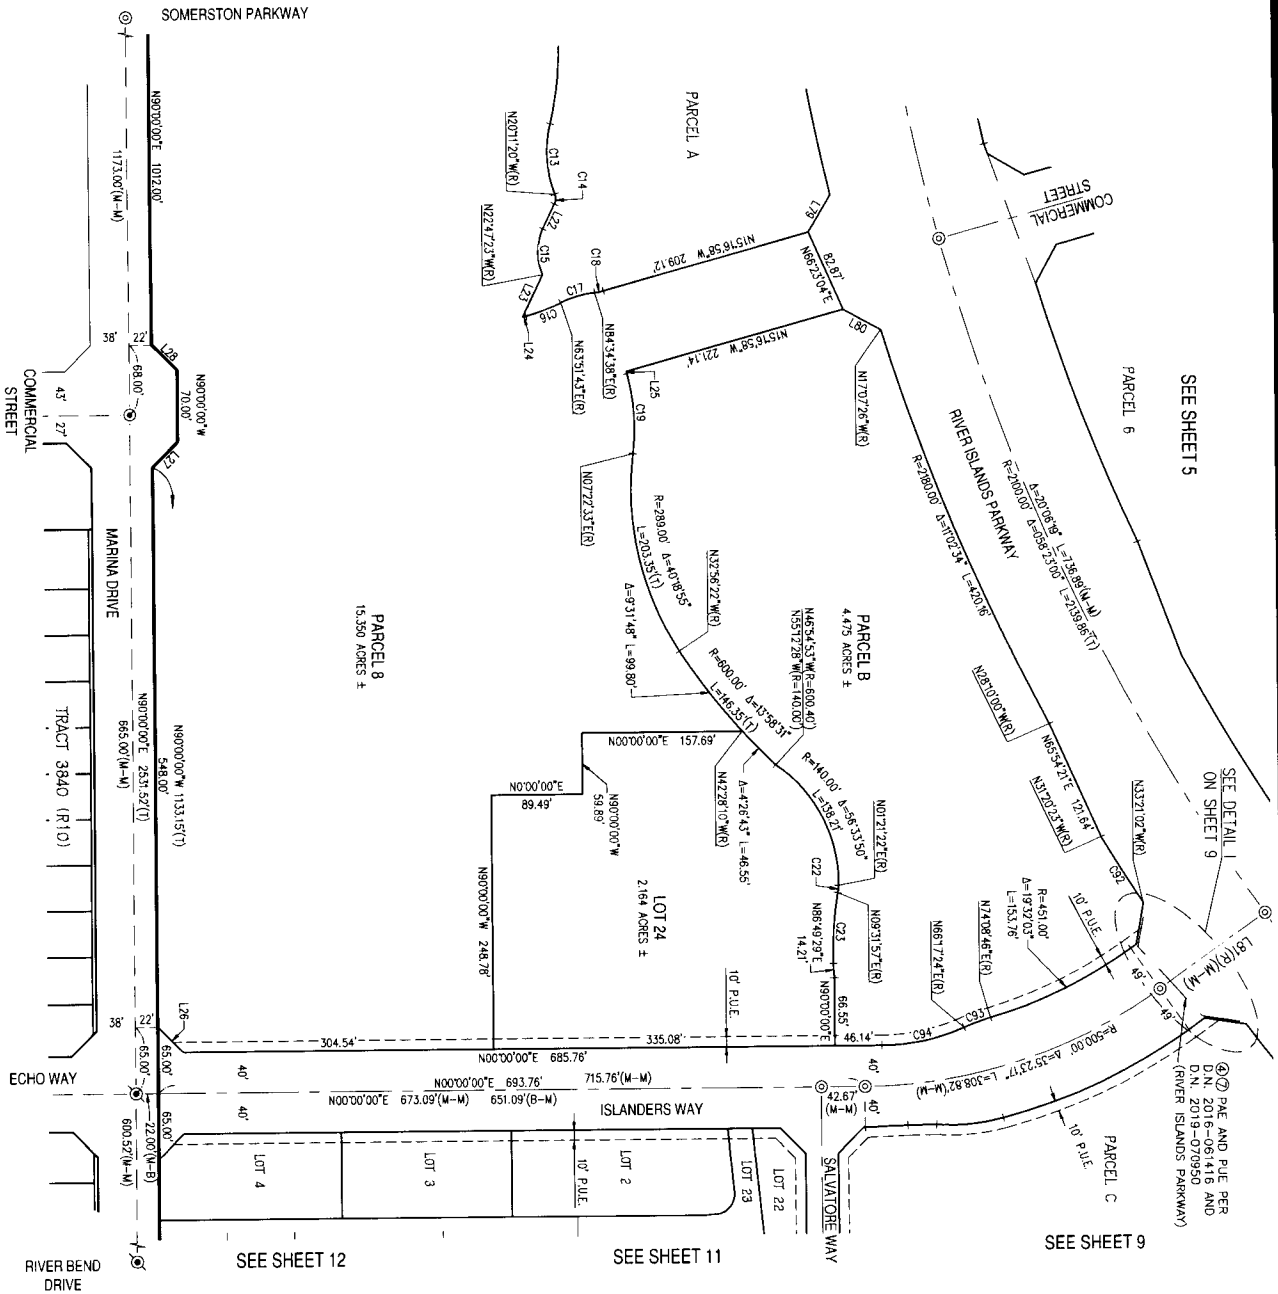 SOMERSTON PARKWAY
N90°00'00"E 1012.00'
1173.00'(M-M)
PARCEL A
COMMERCIAL
STREET
PARCEL 6
SEE SHEET 5
C13
C14
N20°11'20"W(R)
L22
C15
N22°47'23"W(R)
L23
L24
C16
C17
C18
N63°51'43"E(R)
N84°34'38"E(R)
N15°16'58"W 209.12'
L79
82.87'
N66°23'04"E
L80
N15°16'58"W 221.14'
L25
C19
N17°07'26"W(R)
RIVER ISLANDS PARKWAY
Δ=20°06'19" L=736.89'(M-M)
R=2100.00' Δ=058°23'00" L=2139.86'(T)
R=2180.00' Δ=11°02'34" L=420.16'
38'
22'
68.00'
L28
N90°00'00"W
70.00'
L27
COMMERCIAL
STREET
43'
27'
MARINA DRIVE
N07°22'33"E(R)
R=289.00' Δ=40°18'55"
L=203.35'(T)
N32°56'22"W(R)
Δ=9°31'48" L=99.80'
R=600.00' Δ=13°58'31"
L=146.35'(T)
N46°54'53"W(R=600.40')
N55°12'28"W(R=140.00')
PARCEL B
4.475 ACRES ±
PARCEL 8
15.350 ACRES ±
N28°10'00"W(R)
N65°54'21"E 121.64'
N31°20'23"W(R)
N33°21'02"W(R)
C92
SEE DETAIL 1
ON SHEET 9
TRACT 3840 (R10)
N90°00'00"E 2531.52'(T)
665.00'(M-M)
N90°00'00"W 1133.15'(T)
548.00'
N00°00'00"E 157.69'
N0°00'00"E
89.49'
N90°00'00"W
59.89'
N42°28'10"W(R)
Δ=4°26'43" L=46.55'
R=140.00' Δ=56°33'50"
L=138.21'
N01°21'22"E(R)
C22
N09°31'57"E(R)
C23
N86°49'29"E
14.21'
N90°00'00"E
66.55'
LOT 24
2.164 ACRES ±
N90°00'00"W 248.78'
10' P.U.E.
R=451.00'
Δ=19°32'03"
L=153.76'
10' P.U.E.
N74°08'46"E(R)
N66°17'24"E(R)
C93
C94
49'
49'
L81(R)(M-M)
38'
22'
65.00'
65.00'
L26
304.54'
335.08'
46.14'
N00°00'00"E 685.76'
40'
40'
ECHO WAY
N00°00'00"E 693.76'
715.76'(M-M)
N00°00'00"E 673.09'(M-M) 651.09'(B-M)
ISLANDERS WAY
40'
40'
42.67'
(M-M)
R=500.00' Δ=35°23'17" L=308.82'(M-M)
65.00'
22.00'(M-B)
600.52'(M-M)
LOT 4
LOT 3
LOT 2
10' P.U.E.
LOT 23
LOT 22
SALVATORE WAY
10' P.U.E.
PARCEL C
④⑦ PAE AND PUE PER
D.N. 2016-061416 AND
D.N. 2019-070950
(RIVER ISLANDS PARKWAY)
RIVER BEND
DRIVE
SEE SHEET 12
SEE SHEET 11
SEE SHEET 9